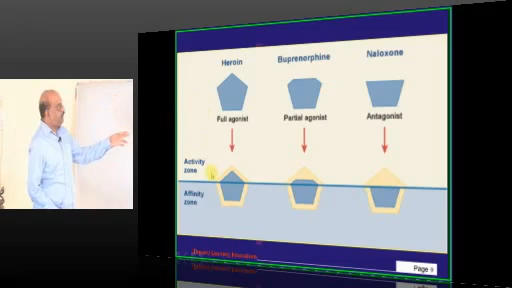 Heroin
Buprenorphine
Naloxone
Full agonist
Partial agonist
Antagonist
Activity
zone
Affinity
zone
Page 9